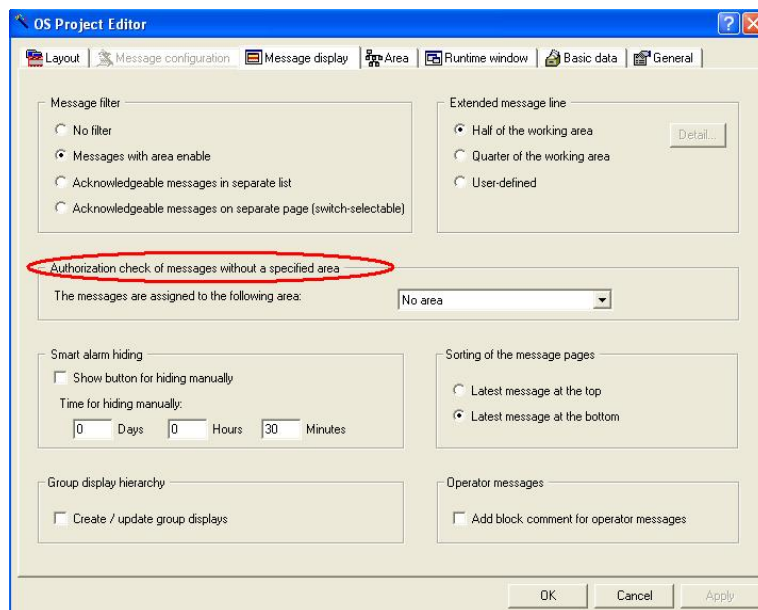 OS Project Editor
Layout Message configuration Message display Area Runtime window Basic data General
Message filter
No filter
Messages with area enable
Acknowledgeable messages in separate list
Acknowledgeable messages on separate page (switch-selectable)
Extended message line
Half of the working area
Detail...
Quarter of the working area
User-defined
Authorization check of messages without a specified area
The messages are assigned to the following area: No area
Smart alarm hiding
Show button for hiding manually
Time for hiding manually:
0 Days 0 Hours 30 Minutes
Sorting of the message pages
Latest message at the top
Latest message at the bottom
Group display hierarchy
Create / update group displays
Operator messages
Add block comment for operator messages
OK Cancel Apply